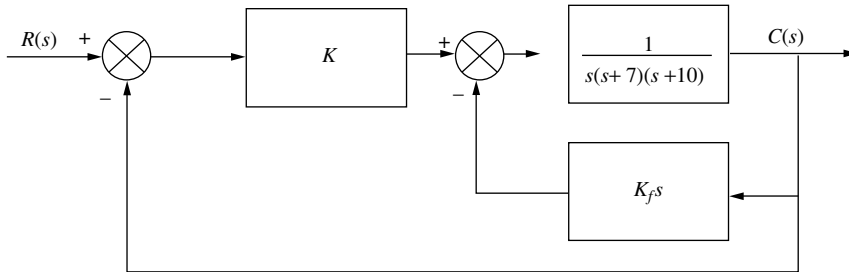 R(s)
+
K
+
1
s(s+ 7)(s +10)
C(s)
−
−
K_f s